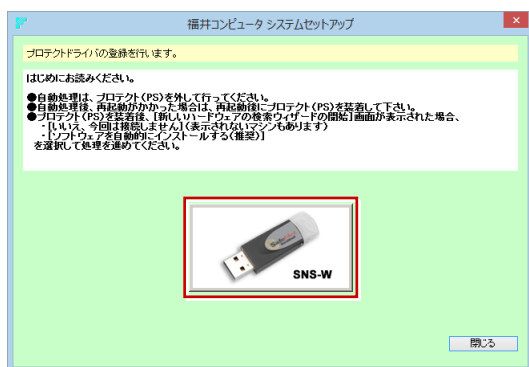 福井コンピュータ システムセットアップ
プロテクトドライバの登録を行います。
はじめにお読みください。
●自動処理は、プロテクト(PS)を外して行ってください。
●自動処理後、再起動がかかった場合は、再起動後にプロテクト(PS)を装着して下さい。
●プロテクト(PS)を装着後、[新しいハードウェアの検索ウィザードの開始]画面が表示された場合、
・[いいえ、今回は接続しません](表示されないマシンもあります)
・[ソフトウェアを自動的にインストールする(推奨)]
を選択して処理を進めてください。
SNS-W
閉じる